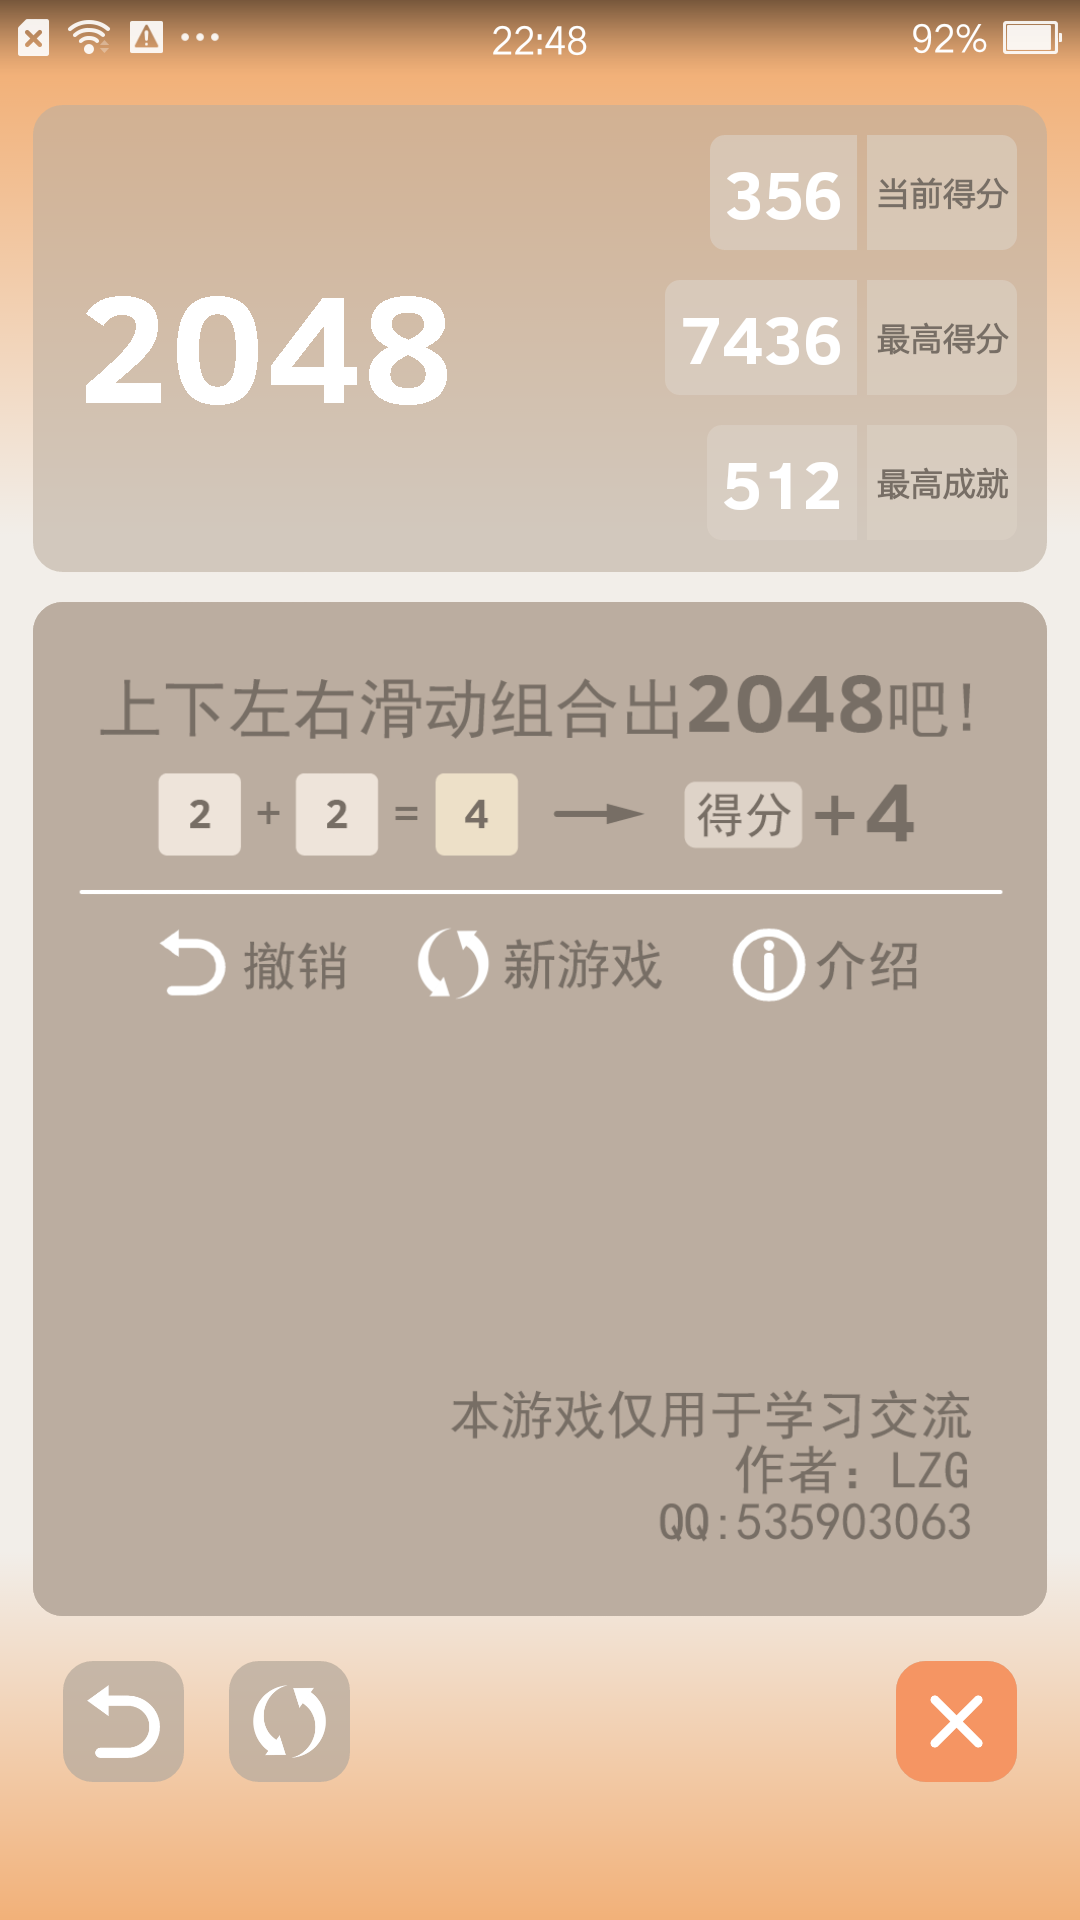 22:48 92%
2048
356 当前得分
7436 最高得分
512 最高成就
上下左右滑动组合出2048吧!
2 + 2 = 4 得分 +4
撤销 新游戏 介绍
本游戏仅用于学习交流
作者：LZG
QQ:535903063